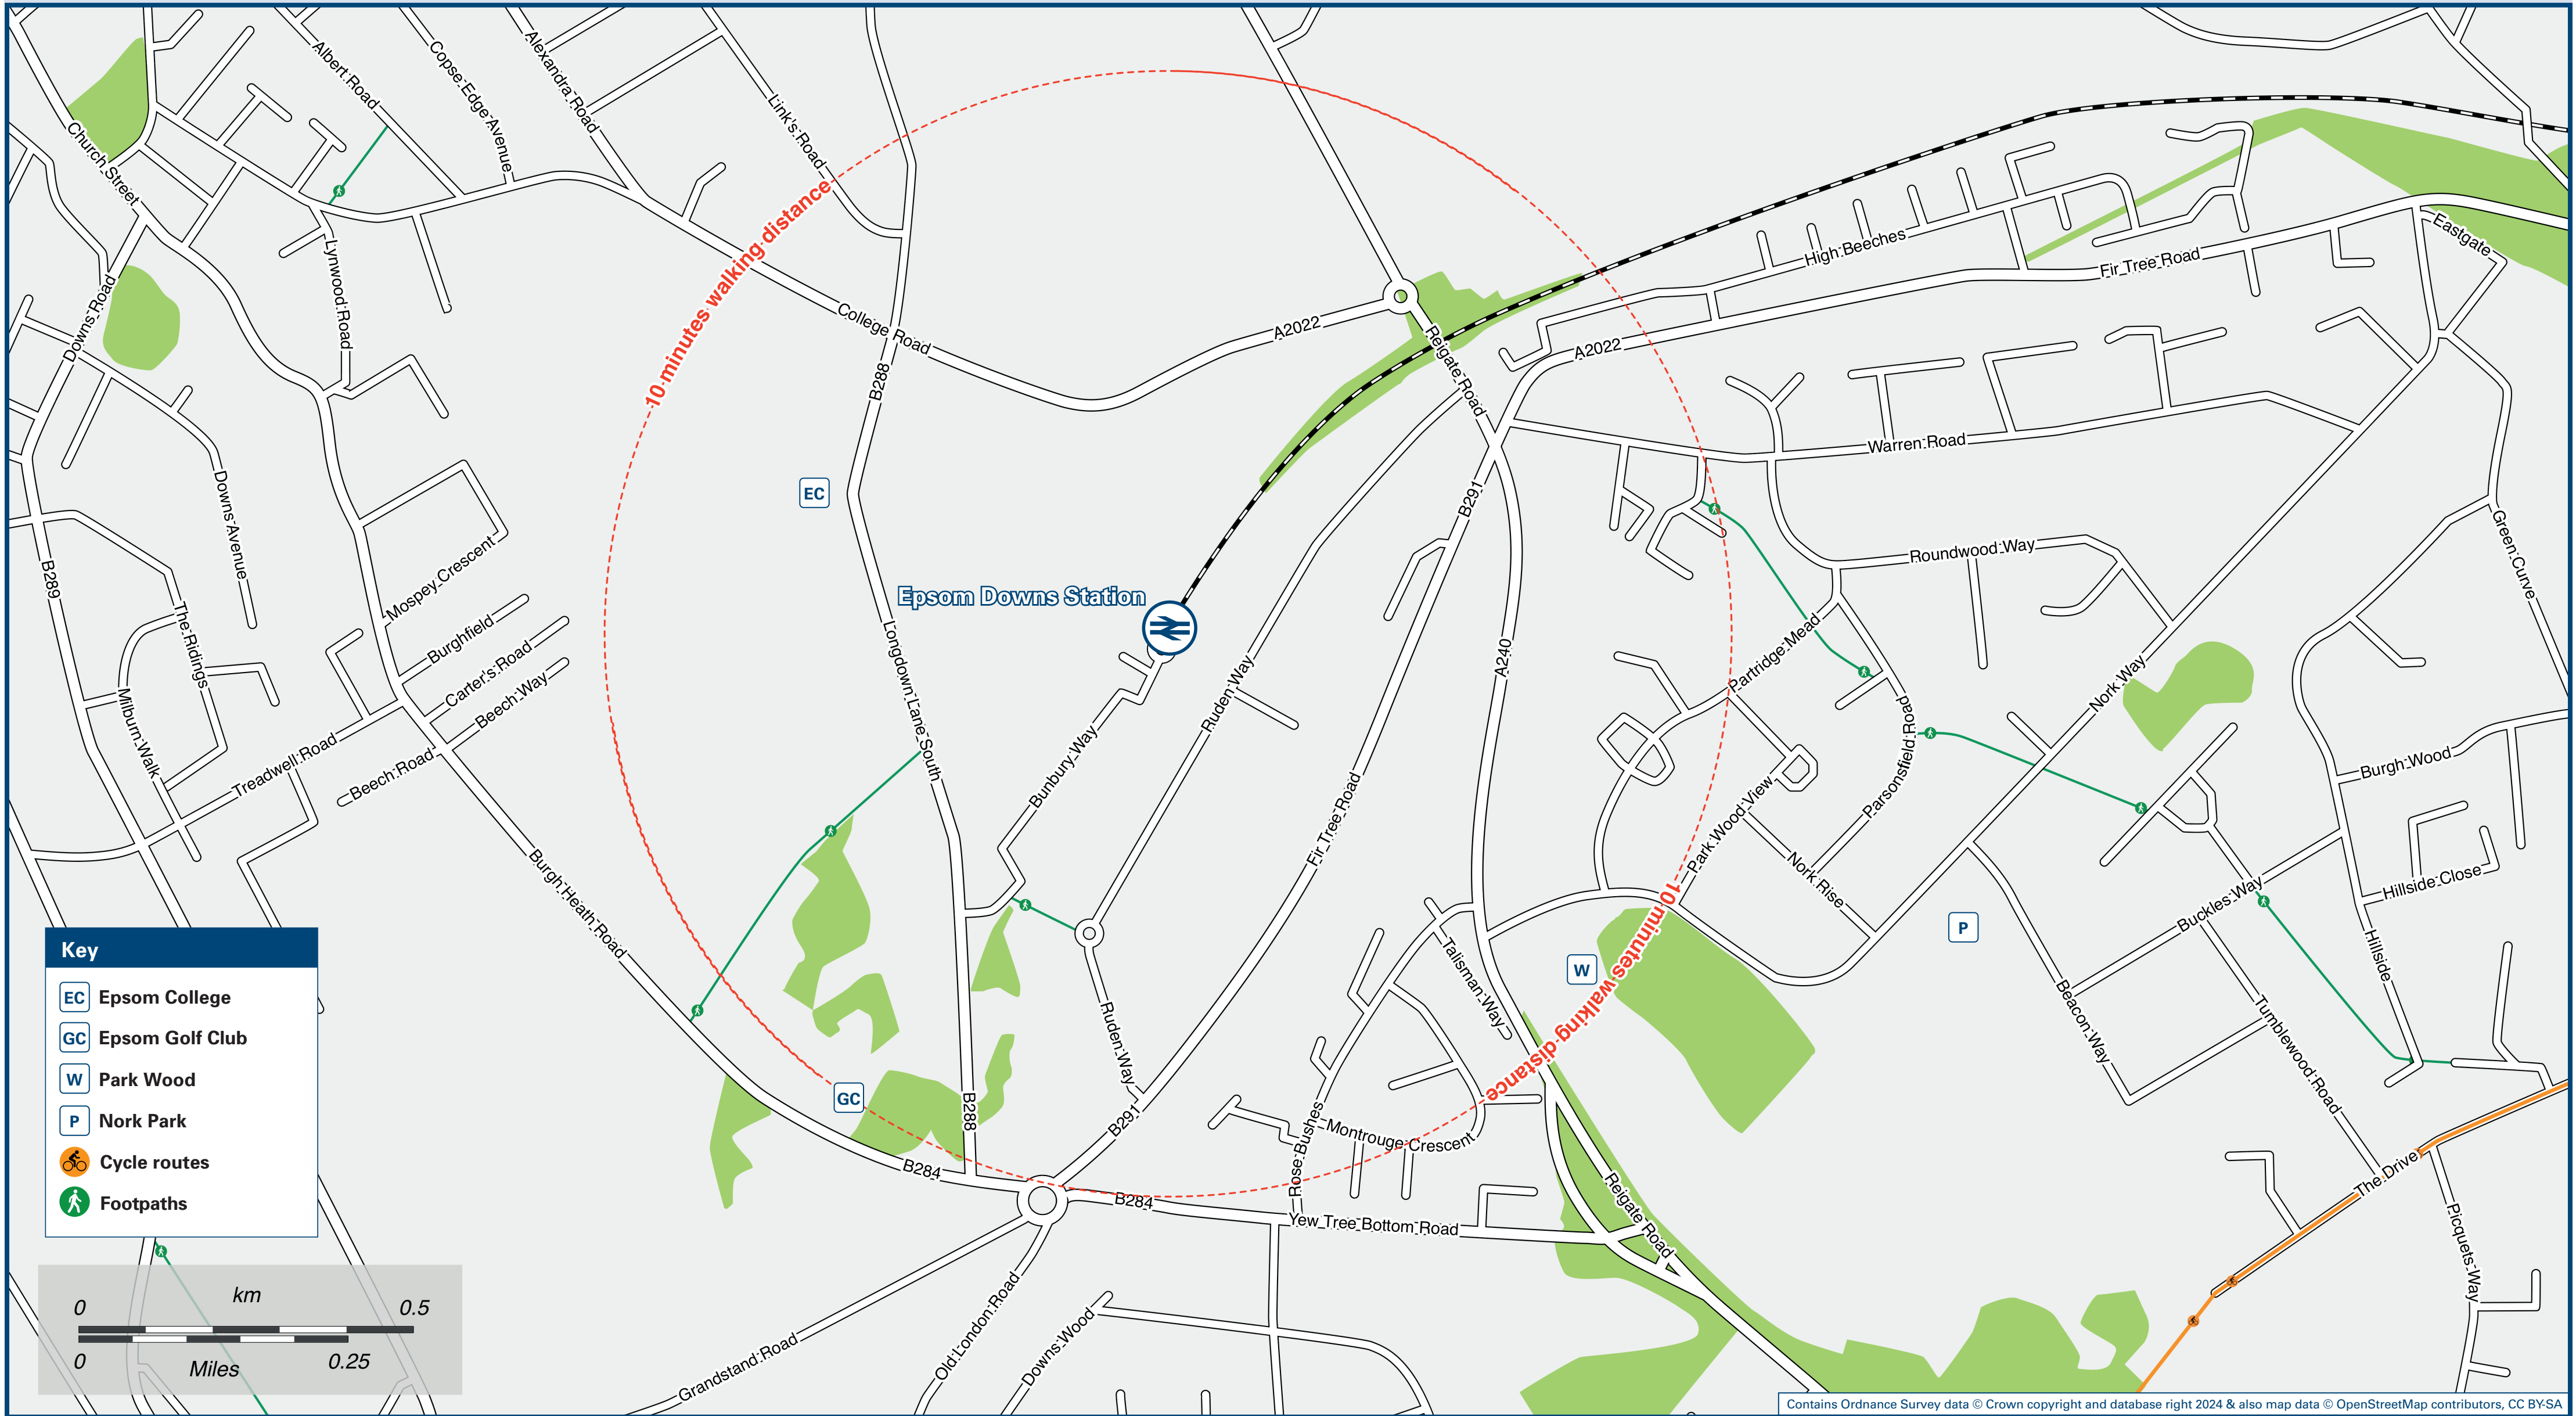 Albert Road
Copse Edge Avenue
Alexandra Road
Link's Road
Church Street
10 minutes walking distance
Eastgate
High Beeches
Fir Tree Road
Lynwood Road
Downs Road
College Road
A2022
Reigate Road
A2022
B288
Warren Road
EC
B291
Downs Avenue
Green Curve
B289
Mospey Crescent
Roundwood Way
Epsom Downs Station
The Ridings
Burghfield
Carter's Road
Beech Way
Longdown Lane South
Ruden Way
A240
Partridge Mead
Nork Way
Milburn Walk
Treadwell Road
Beech Road
Bunbury Way
Parsonsfield Road
Burgh Wood
Fir Tree Road
Park Wood View
Nork Rise
Burgh Heath Road
Hillside Close
Buckles Way
P
W
10 minutes walking distance
Talisman Way
Hillside
Beacon Way
Tumblewood Road
Ruden Way
GC
B288
B291
Rose Bushes
Montrouge Crescent
B284
B284
Yew Tree Bottom Road
Reigate Road
The Drive
Picquets Way
Grandstand Road
Old London Road
Downs Wood
Key
EC Epsom College
GC Epsom Golf Club
W Park Wood
P Nork Park
Cycle routes
Footpaths
km
0 0.5
0 0.25
Miles
Contains Ordnance Survey data © Crown copyright and database right 2024 & also map data © OpenStreetMap contributors, CC BY-SA